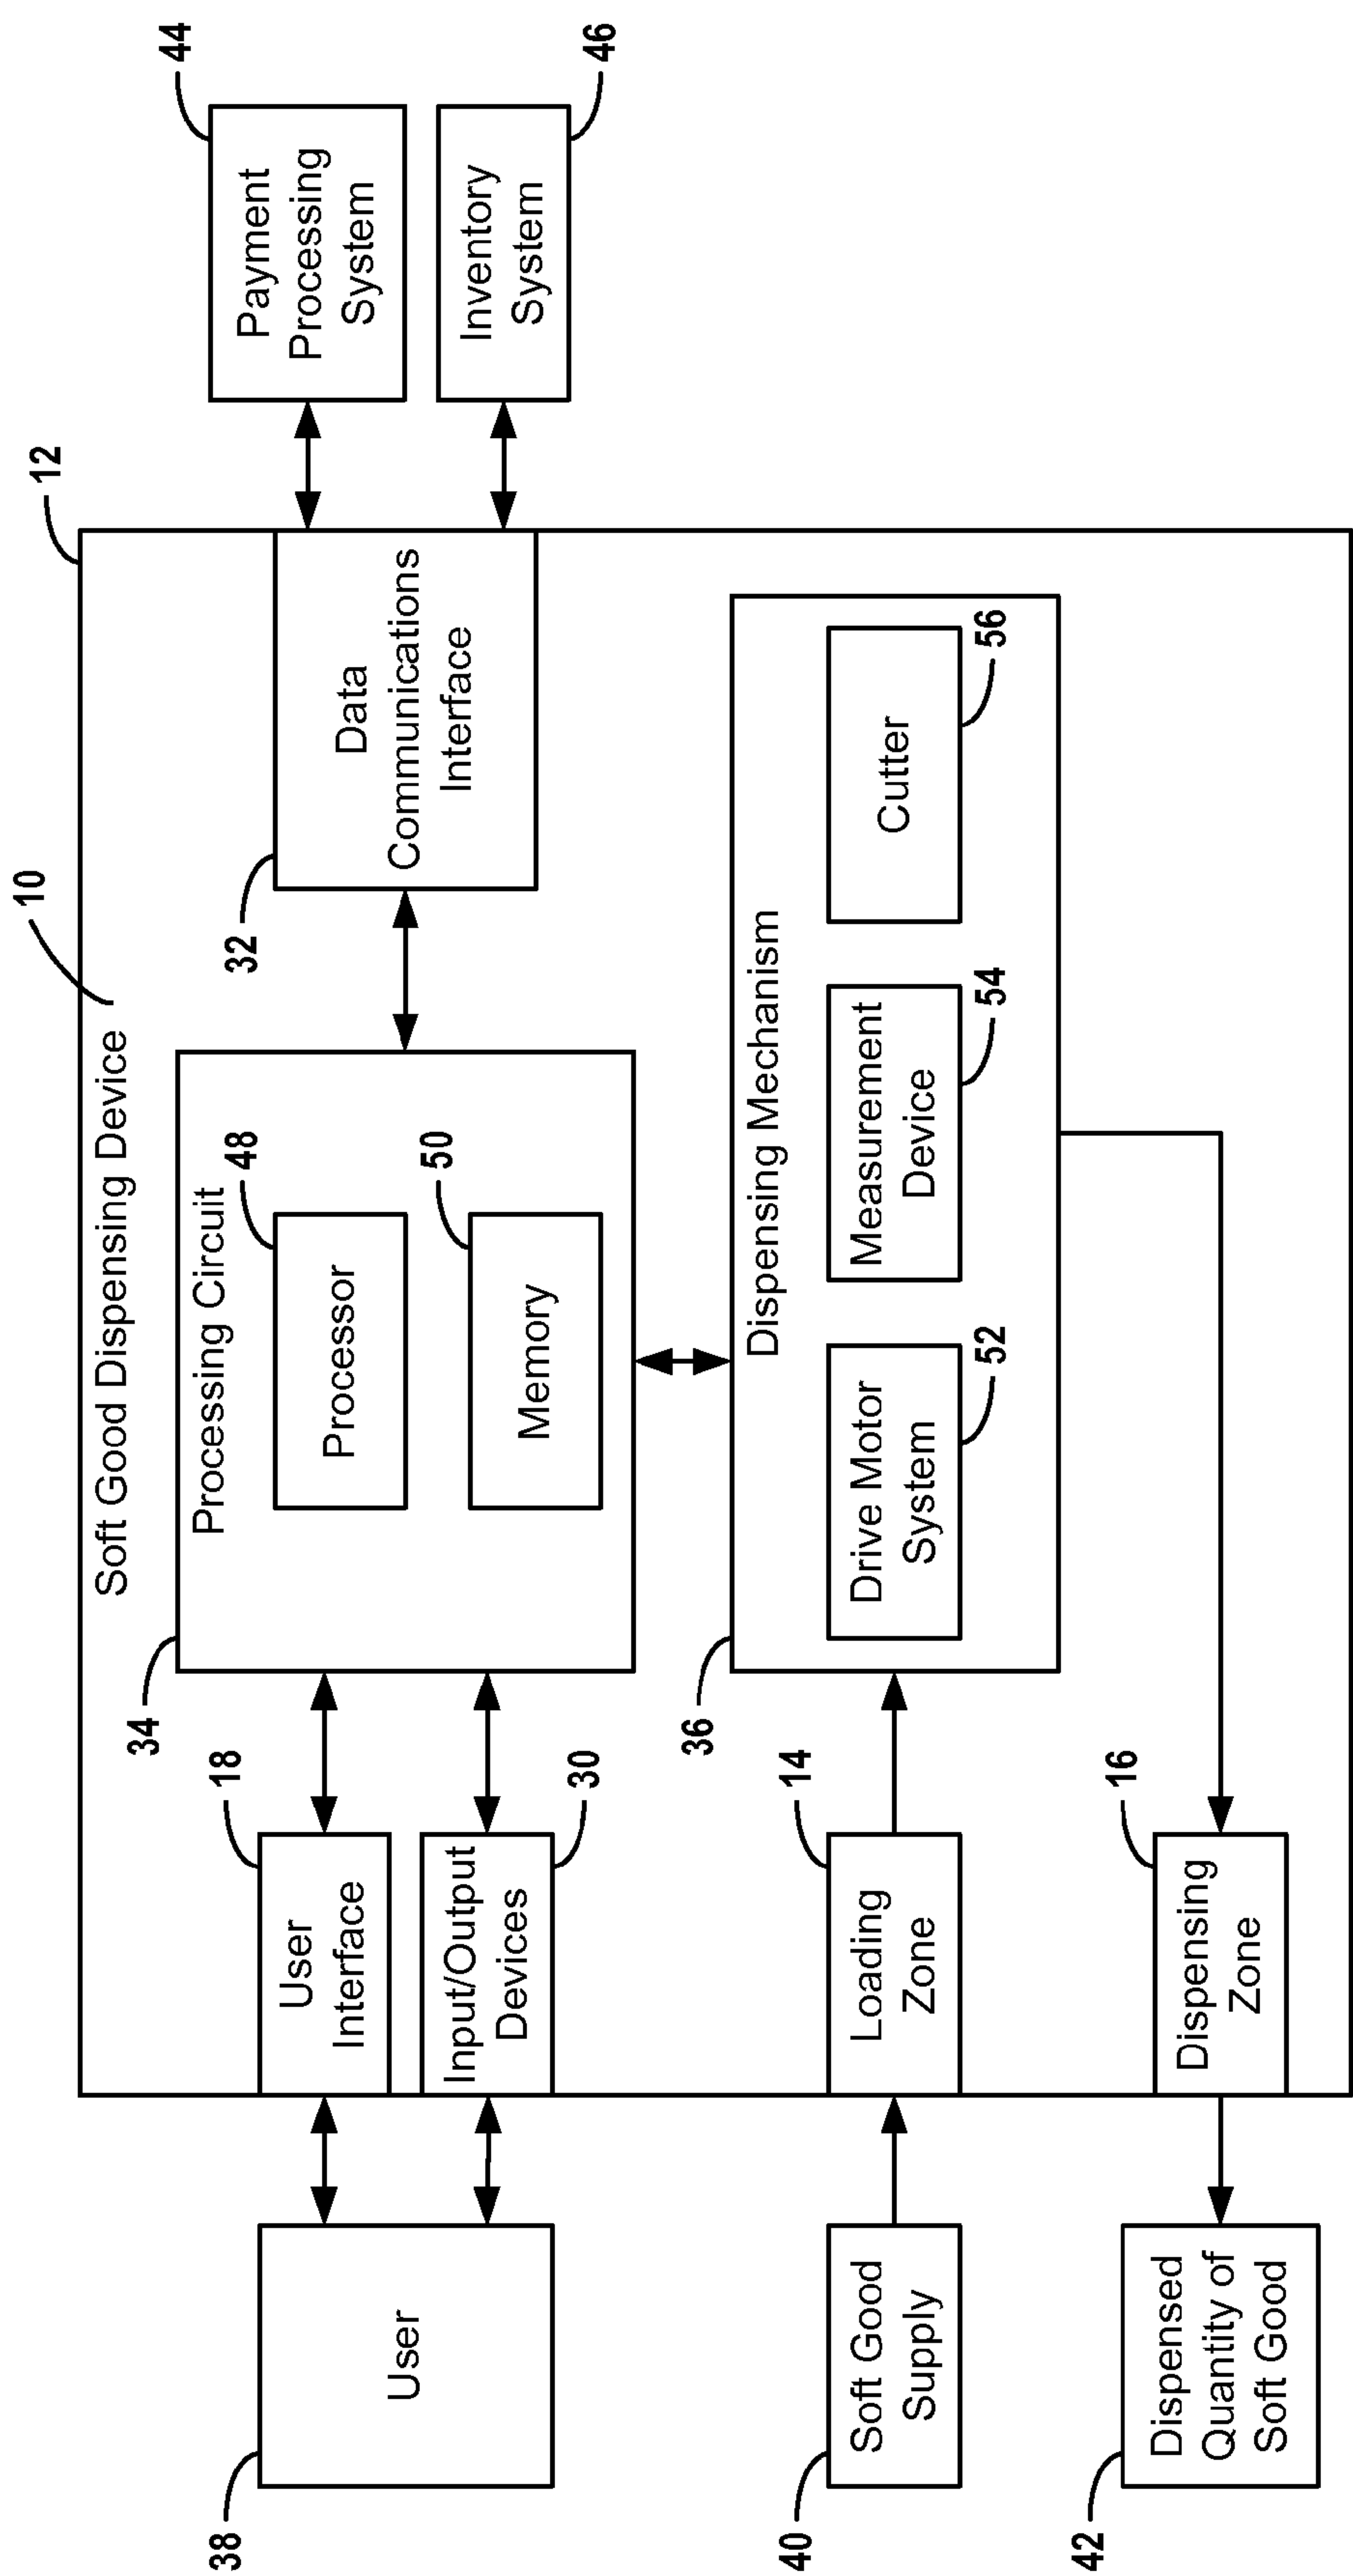 10
12
Soft Good Dispensing Device
44
Payment
Processing
System
46
Inventory
System
38
User
18
User
Interface
30
Input/Output
Devices
34
Processing Circuit
48
Processor
50
Memory
32
Data
Communications
Interface
36
Dispensing Mechanism
52
Drive Motor
System
54
Measurement
Device
56
Cutter
40
Soft Good
Supply
14
Loading
Zone
42
Dispensed
Quantity of
Soft Good
16
Dispensing
Zone